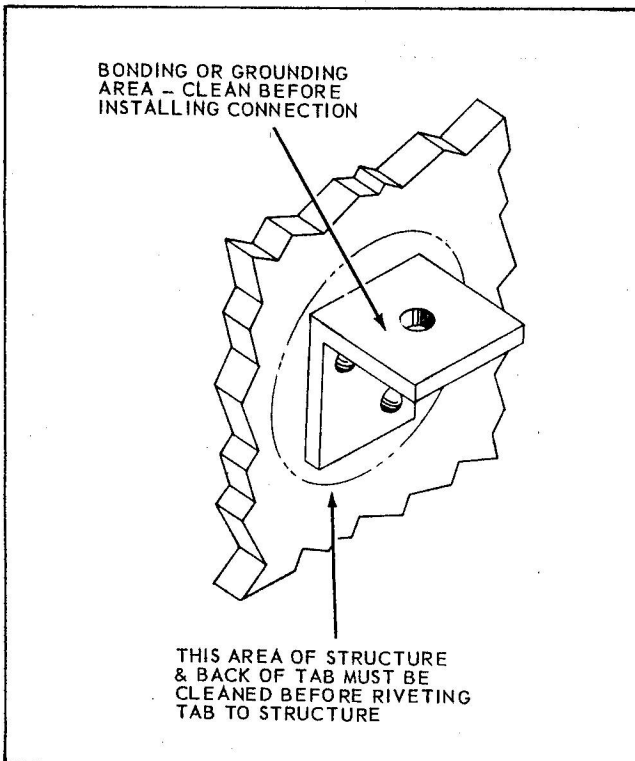 BONDING OR GROUNDING
AREA – CLEAN BEFORE
INSTALLING CONNECTION
THIS AREA OF STRUCTURE
& BACK OF TAB MUST BE
CLEANED BEFORE RIVETING
TAB TO STRUCTURE